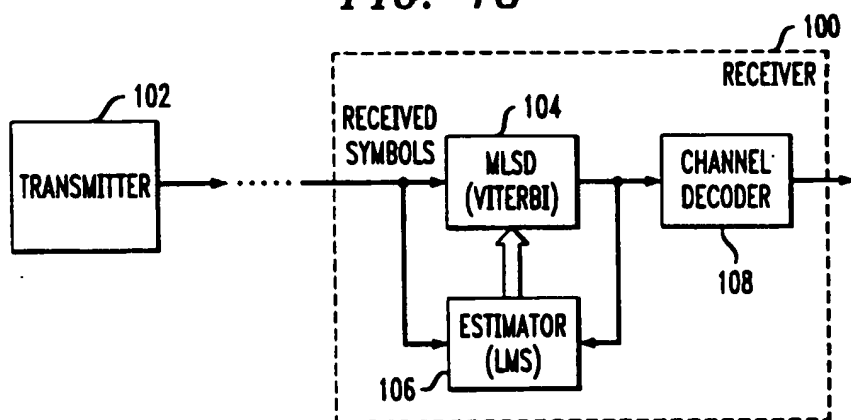 100
RECEIVER
102
TRANSMITTER
RECEIVED
SYMBOLS
104
MLSD
(VITERBI)
CHANNEL
DECODER
108
ESTIMATOR
(LMS)
106